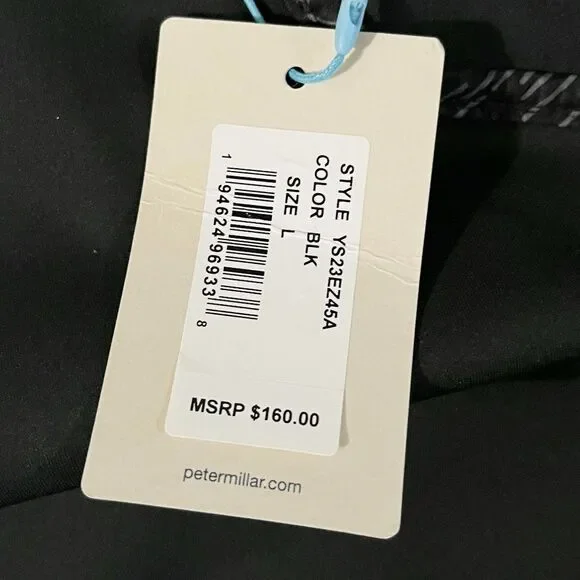 STYLE YS23EZ45A
COLOR BLK
SIZE L
1 94624 96933 8
MSRP $160.00
petermillar.com